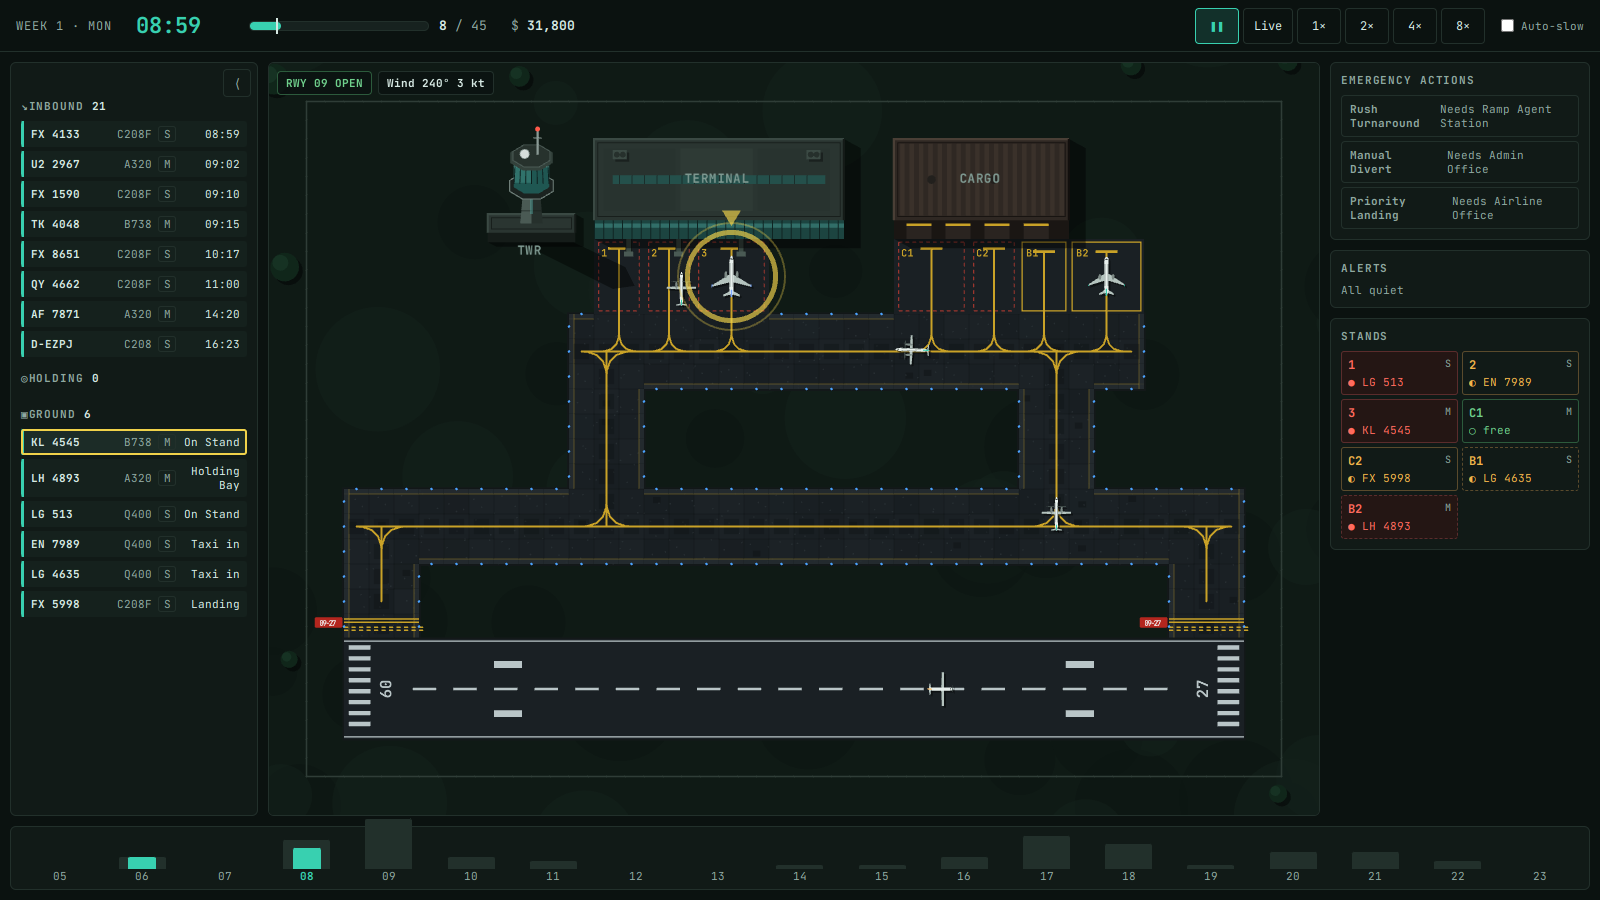 WEEK 1 · MON 08:59 8 / 45 $ 31,800
Live 1× 2× 4× 8× Auto-slow
INBOUND 21
FX 4133 C208F S 08:59
U2 2967 A320 M 09:02
FX 1590 C208F S 09:10
TK 4048 B738 M 09:15
FX 8651 C208F S 10:17
QY 4662 C208F S 11:00
AF 7871 A320 M 14:20
D-EZPJ C208 S 16:23
HOLDING 0
GROUND 6
KL 4545 B738 M On Stand
LH 4893 A320 M Holding Bay
LG 513 Q400 S On Stand
EN 7989 Q400 S Taxi in
LG 4635 Q400 S Taxi in
FX 5998 C208F S Landing
RWY 09 OPEN Wind 240° 3 kt
TERMINAL
CARGO
TWR
1 2 3 C1 C2 B1 B2
09-27 09-27
09 27
EMERGENCY ACTIONS
Rush Turnaround Needs Ramp Agent Station
Manual Divert Needs Admin Office
Priority Landing Needs Airline Office
ALERTS
All quiet
STANDS
1 S
LG 513
2 S
EN 7989
3 M
KL 4545
C1 M
free
C2 S
FX 5998
B1 S
LG 4635
B2 M
LH 4893
05 06 07 08 09 10 11 12 13 14 15 16 17 18 19 20 21 22 23